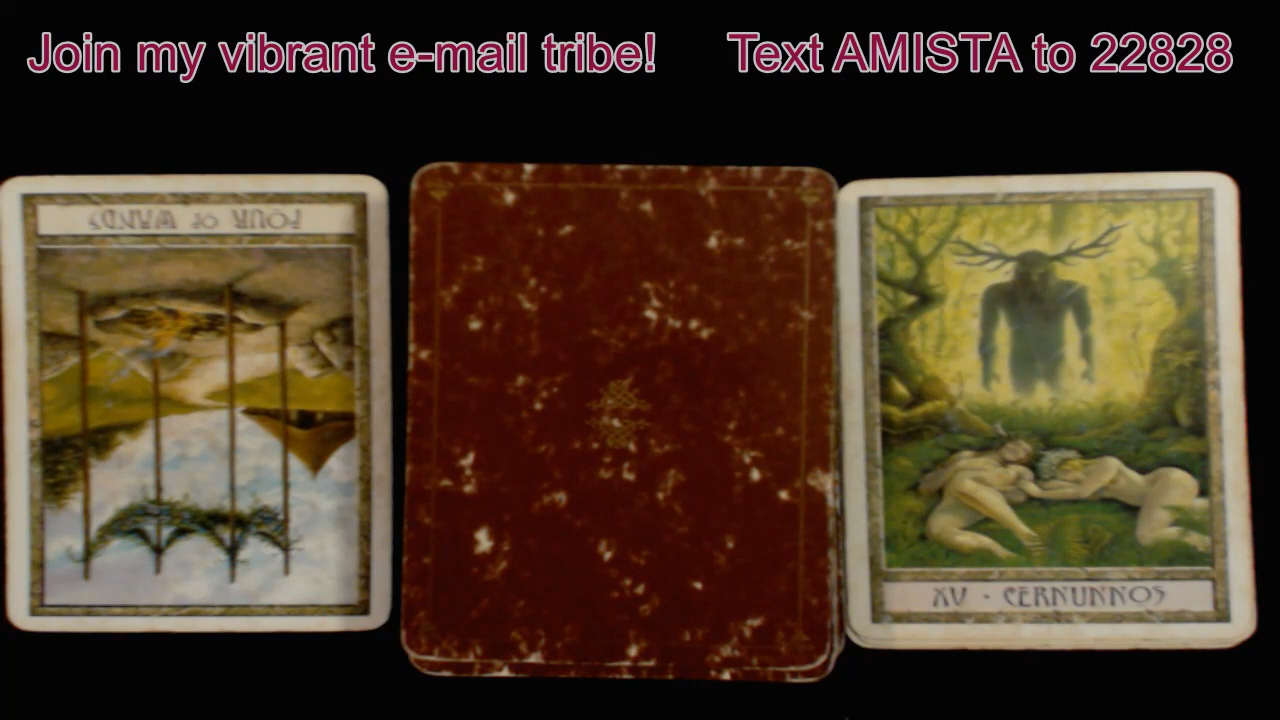 Join my vibrant e-mail tribe! Text AMISTA to 22828
FOUR OF WANDS
XV · CERNUNNOS